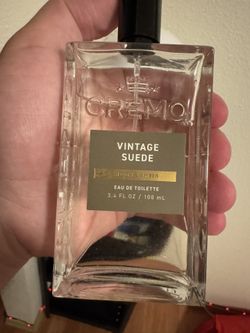 CREMO
VINTAGE
SUEDE
EAU DE TOILETTE
3.4 FL OZ / 100 mL